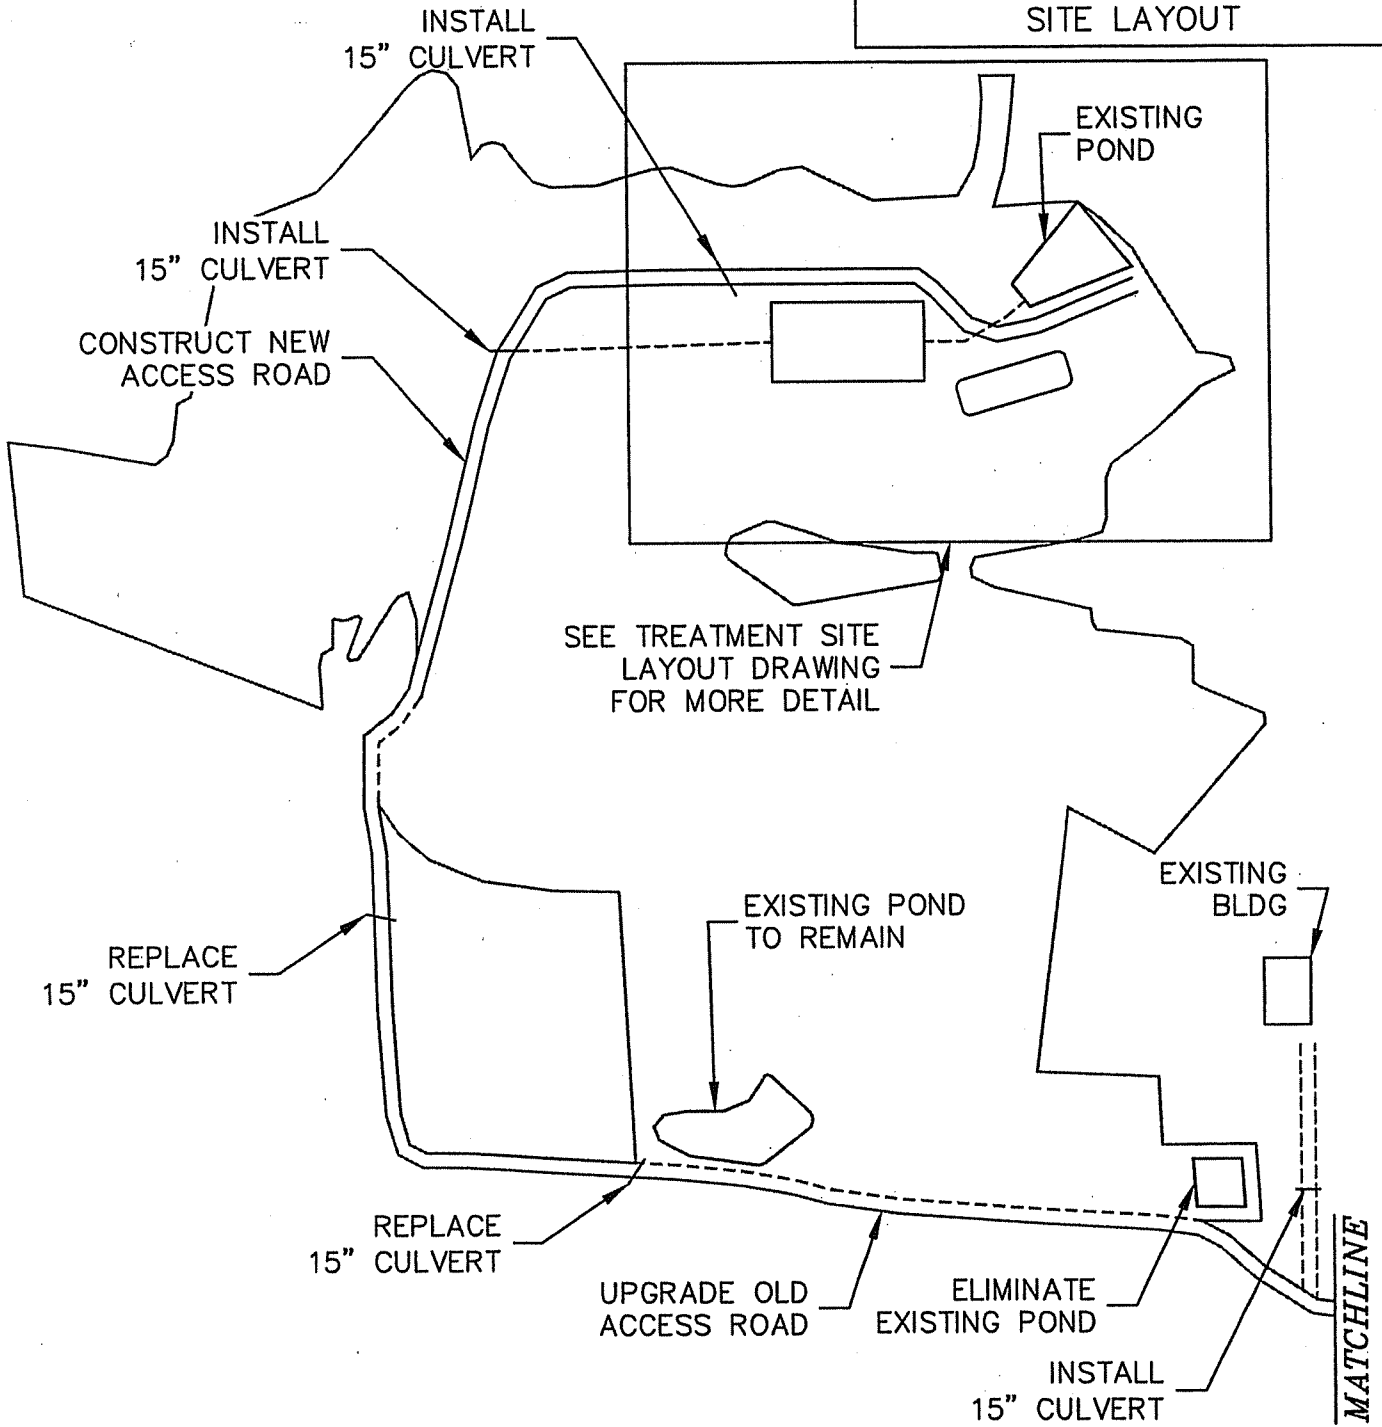 SITE LAYOUT
INSTALL
15” CULVERT
EXISTING
POND
INSTALL
15” CULVERT
CONSTRUCT NEW
ACCESS ROAD
SEE TREATMENT SITE
LAYOUT DRAWING
FOR MORE DETAIL
EXISTING
BLDG
EXISTING POND
TO REMAIN
REPLACE
15” CULVERT
REPLACE
15” CULVERT
UPGRADE OLD
ACCESS ROAD
ELIMINATE
EXISTING POND
INSTALL
15” CULVERT
MATCHLINE